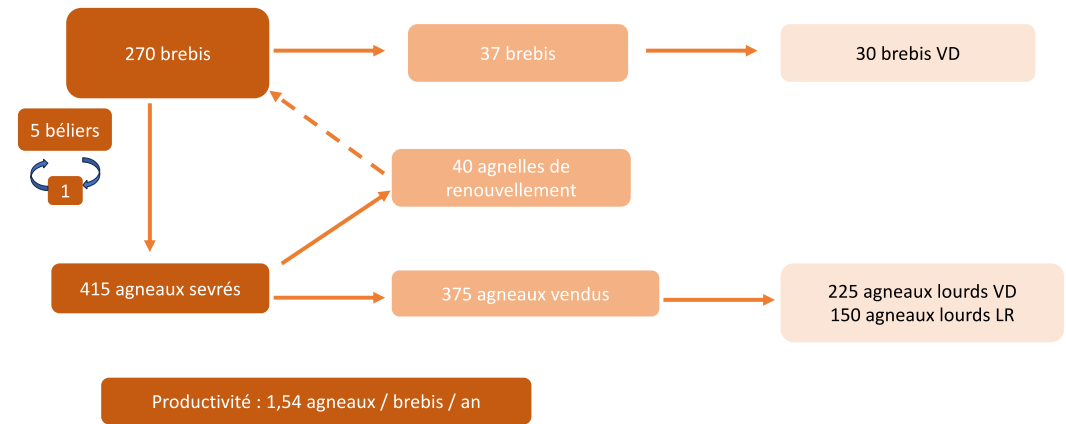 270 brebis
37 brebis
30 brebis VD
5 béliers
1
40 agnelles de
renouvellement
415 agneaux sevrés
375 agneaux vendus
225 agneaux lourds VD
150 agneaux lourds LR
Productivité : 1,54 agneaux / brebis / an